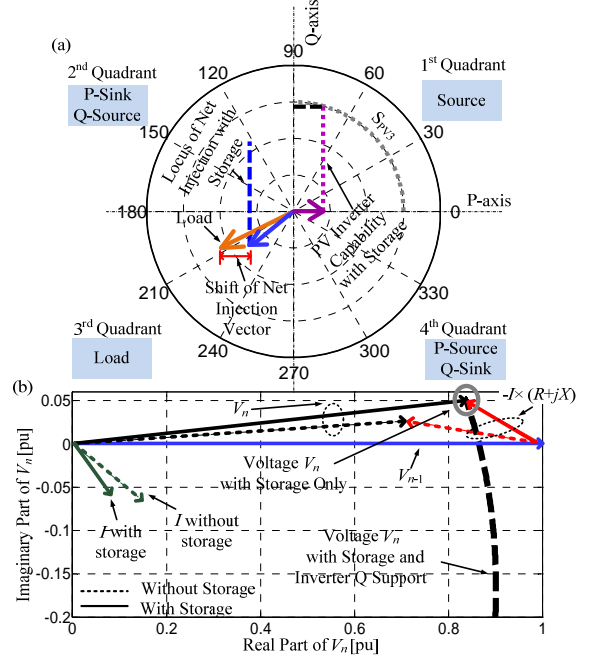 (a)
Q-axis
90
120
60
2nd Quadrant
P-Sink
Q-Source
1st Quadrant
Source
150
30
Locus of Net
Injection with
Storage
SPV3
180
0
P-axis
Load
PV Inverter
Capability
with Storage
210
330
Shift of Net
Injection
Vector
240
300
270
3rd Quadrant
Load
4th Quadrant
P-Source
Q-Sink
(b)
0.05
0
-0.05
-0.1
-0.15
-0.2
Imaginary Part of Vn [pu]
Vn
-I× (R+jX)
Voltage Vn
with Storage Only
Vn-1
I with
storage
I without
storage
Voltage Vn
with Storage and
Inverter Q Support
Without Storage
With Storage
0
0.2
0.4
0.6
0.8
1
Real Part of Vn [pu]